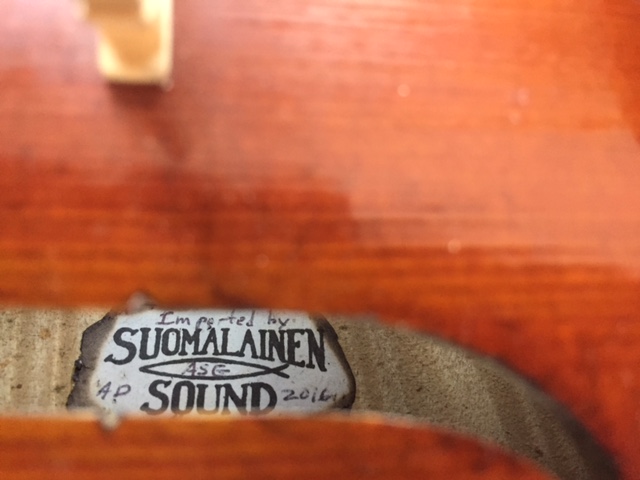 Imported by
SUOMALAINEN
ASG
AP SOUND 2016